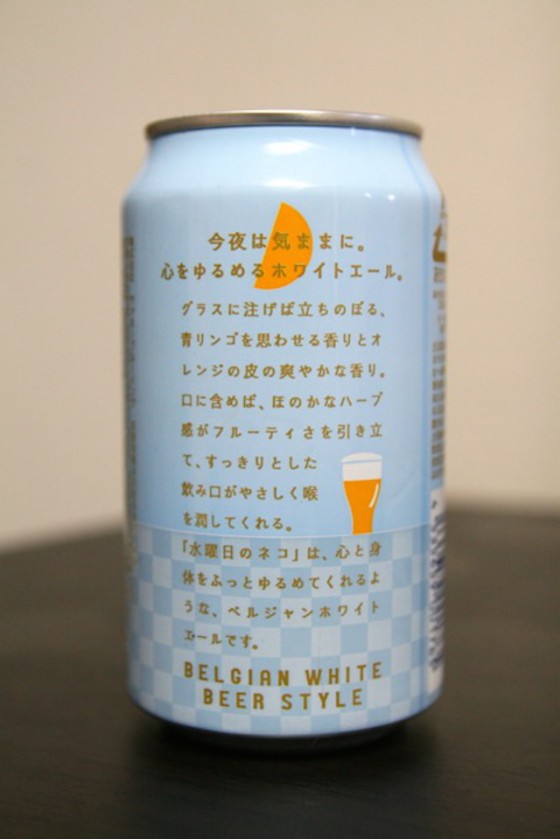 今夜は気ままに。
心をゆるめるホワイトエール。
グラスに注げば立ちのぼる、
青リンゴを思わせる香りとオ
レンジの皮の爽やかな香り。
口に含めば、ほのかなハーブ
感がフルーティさを引き立
て、すっきりとした
飲み口がやさしく喉
を潤してくれる。
「水曜日のネコ」は、心と身
体をふっとゆるめてくれるよ
うな、ベルジャンホワイト
エールです。
BELGIAN WHITE
BEER STYLE